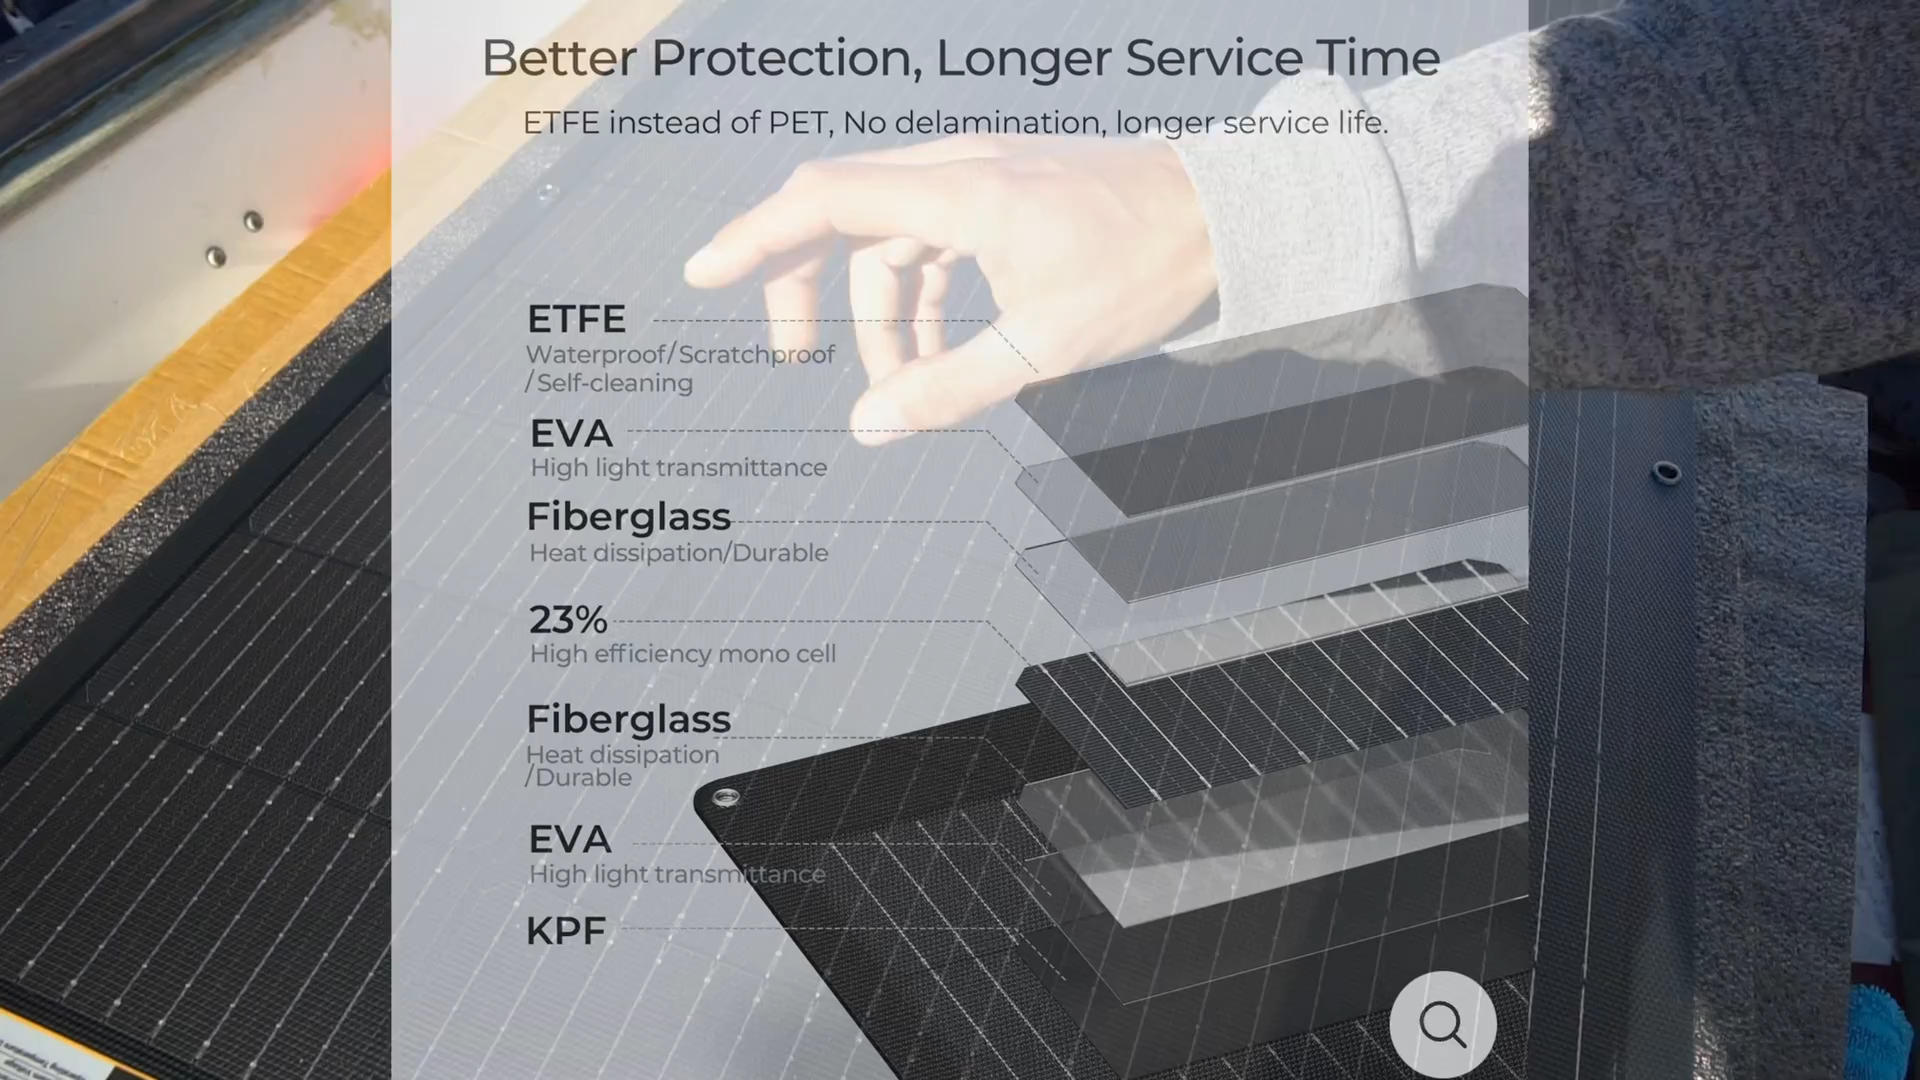 Better Protection, Longer Service Time
ETFE instead of PET, No delamination, longer service life.
ETFE
Waterproof/Scratchproof
/Self-cleaning
EVA
High light transmittance
Fiberglass
Heat dissipation/Durable
23%
High efficiency mono cell
Fiberglass
Heat dissipation
/Durable
EVA
High light transmittance
KPF